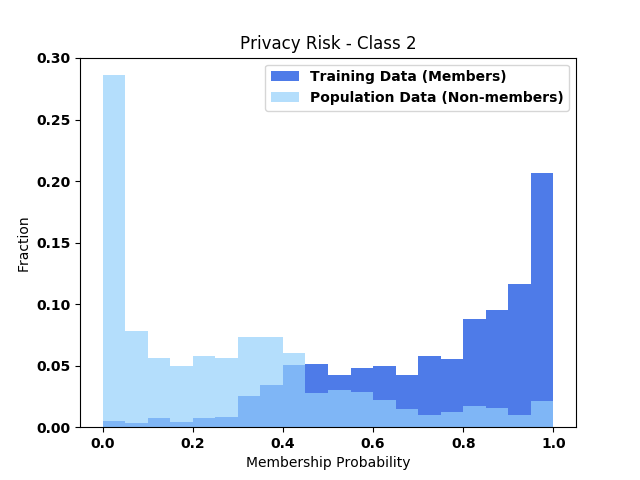 Privacy Risk - Class 2
Training Data (Members)
Population Data (Non-members)
0.30
0.25
0.20
0.15
0.10
0.05
0.00
Fraction
0.0 0.2 0.4 0.6 0.8 1.0
Membership Probability